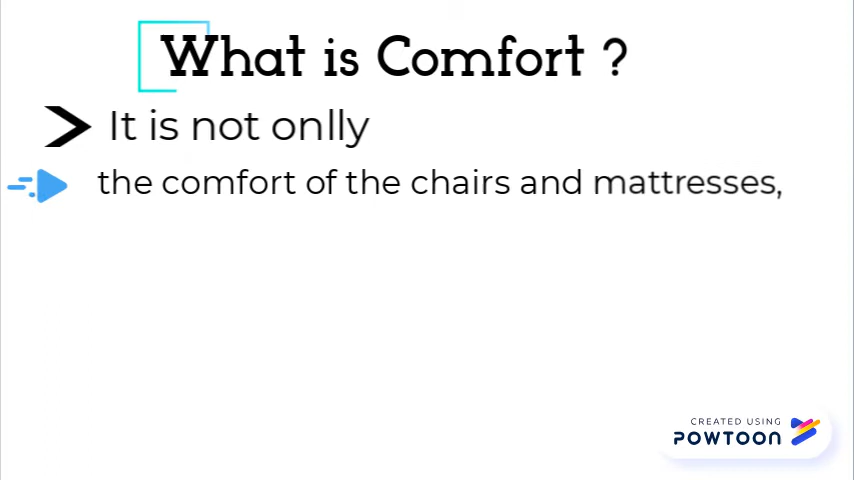 What is Comfort ?
It is not onlly
the comfort of the chairs and mattresses,
CREATED USING
POWTOON